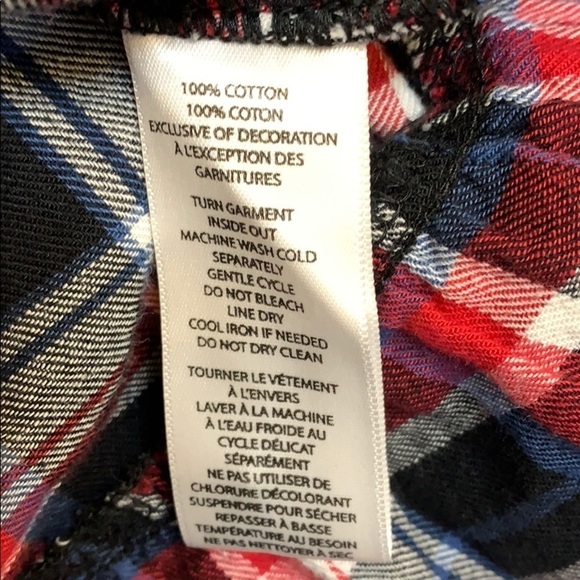 100% COTTON
100% COTON
EXCLUSIVE OF DECORATION
À L'EXCEPTION DES
GARNITURES
TURN GARMENT
INSIDE OUT
MACHINE WASH COLD
SEPARATELY
GENTLE CYCLE
DO NOT BLEACH
LINE DRY
COOL IRON IF NEEDED
DO NOT DRY CLEAN
TOURNER LE VÉTEMENT
À L'ENVERS
LAVER À LA MACHINE
À L'EAU FROIDE AU
CYCLE DÉLICAT
SÉPARÉMENT
NE PAS UTILISER DE
CHLORURE DÉCOLORANT
SUSPENDRE POUR SÉCHER
REPASSER À BASSE
TEMPÉRATURE AU BESOIN
NE PAS NETTOYER À SEC